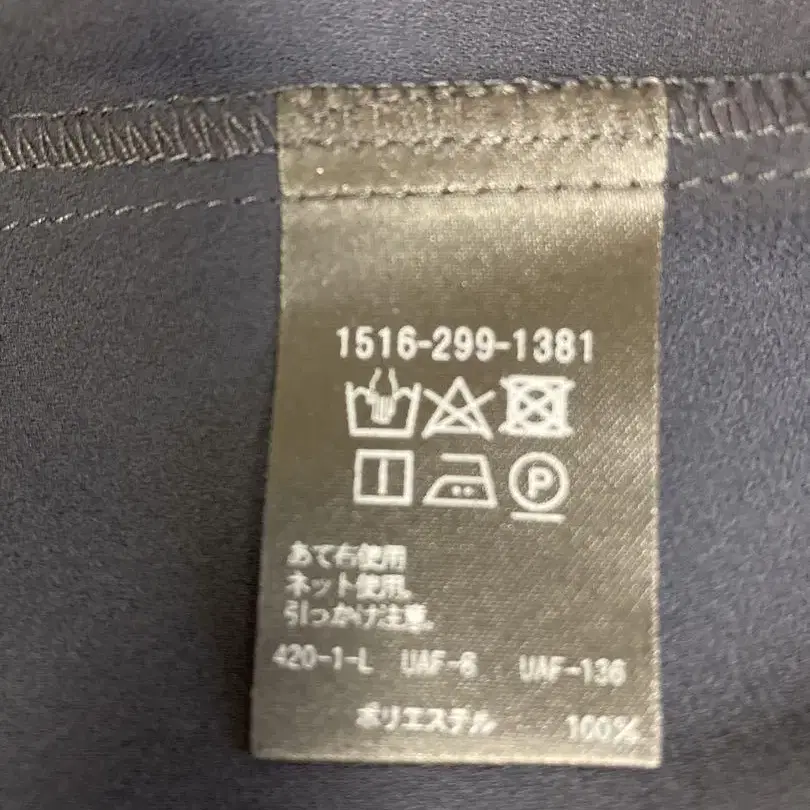 1516-299-1381
P
あて布使用
ネット使用。
引っかけ注意。
420-1-L UAF-6 UAF-136
ポリエステル 100%